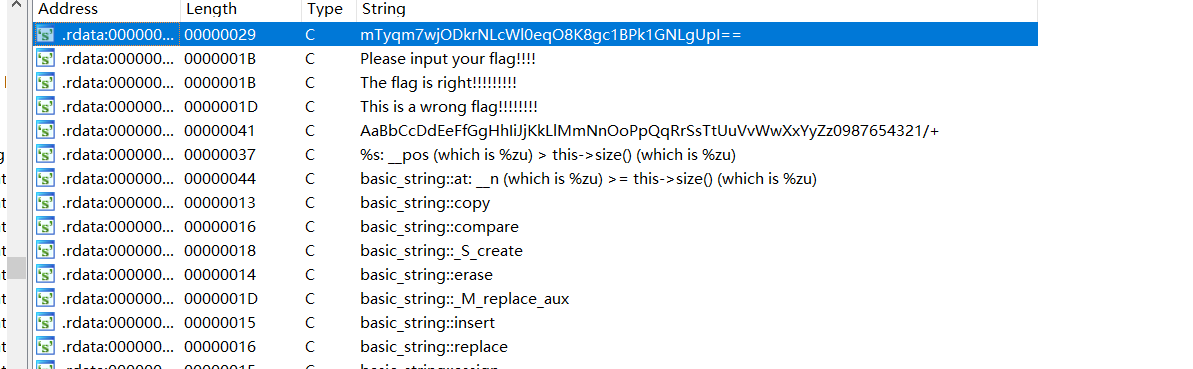 Address Length Type String
.rdata:000000... 00000029 C mTyqm7wjODkrNLcWl0eqO8K8gc1BPk1GNLgUpI==
.rdata:000000... 0000001B C Please input your flag!!!!
.rdata:000000... 0000001B C The flag is right!!!!!!!!!
.rdata:000000... 0000001D C This is a wrong flag!!!!!!!!
.rdata:000000... 00000041 C AaBbCcDdEeFfGgHhIiJjKkLlMmNnOoPpQqRrSsTtUuVvWwXxYyZz0987654321/+
.rdata:000000... 00000037 C %s: __pos (which is %zu) > this->size() (which is %zu)
.rdata:000000... 00000044 C basic_string::at: __n (which is %zu) >= this->size() (which is %zu)
.rdata:000000... 00000013 C basic_string::copy
.rdata:000000... 00000016 C basic_string::compare
.rdata:000000... 00000018 C basic_string::_S_create
.rdata:000000... 00000014 C basic_string::erase
.rdata:000000... 0000001D C basic_string::_M_replace_aux
.rdata:000000... 00000015 C basic_string::insert
.rdata:000000... 00000016 C basic_string::replace